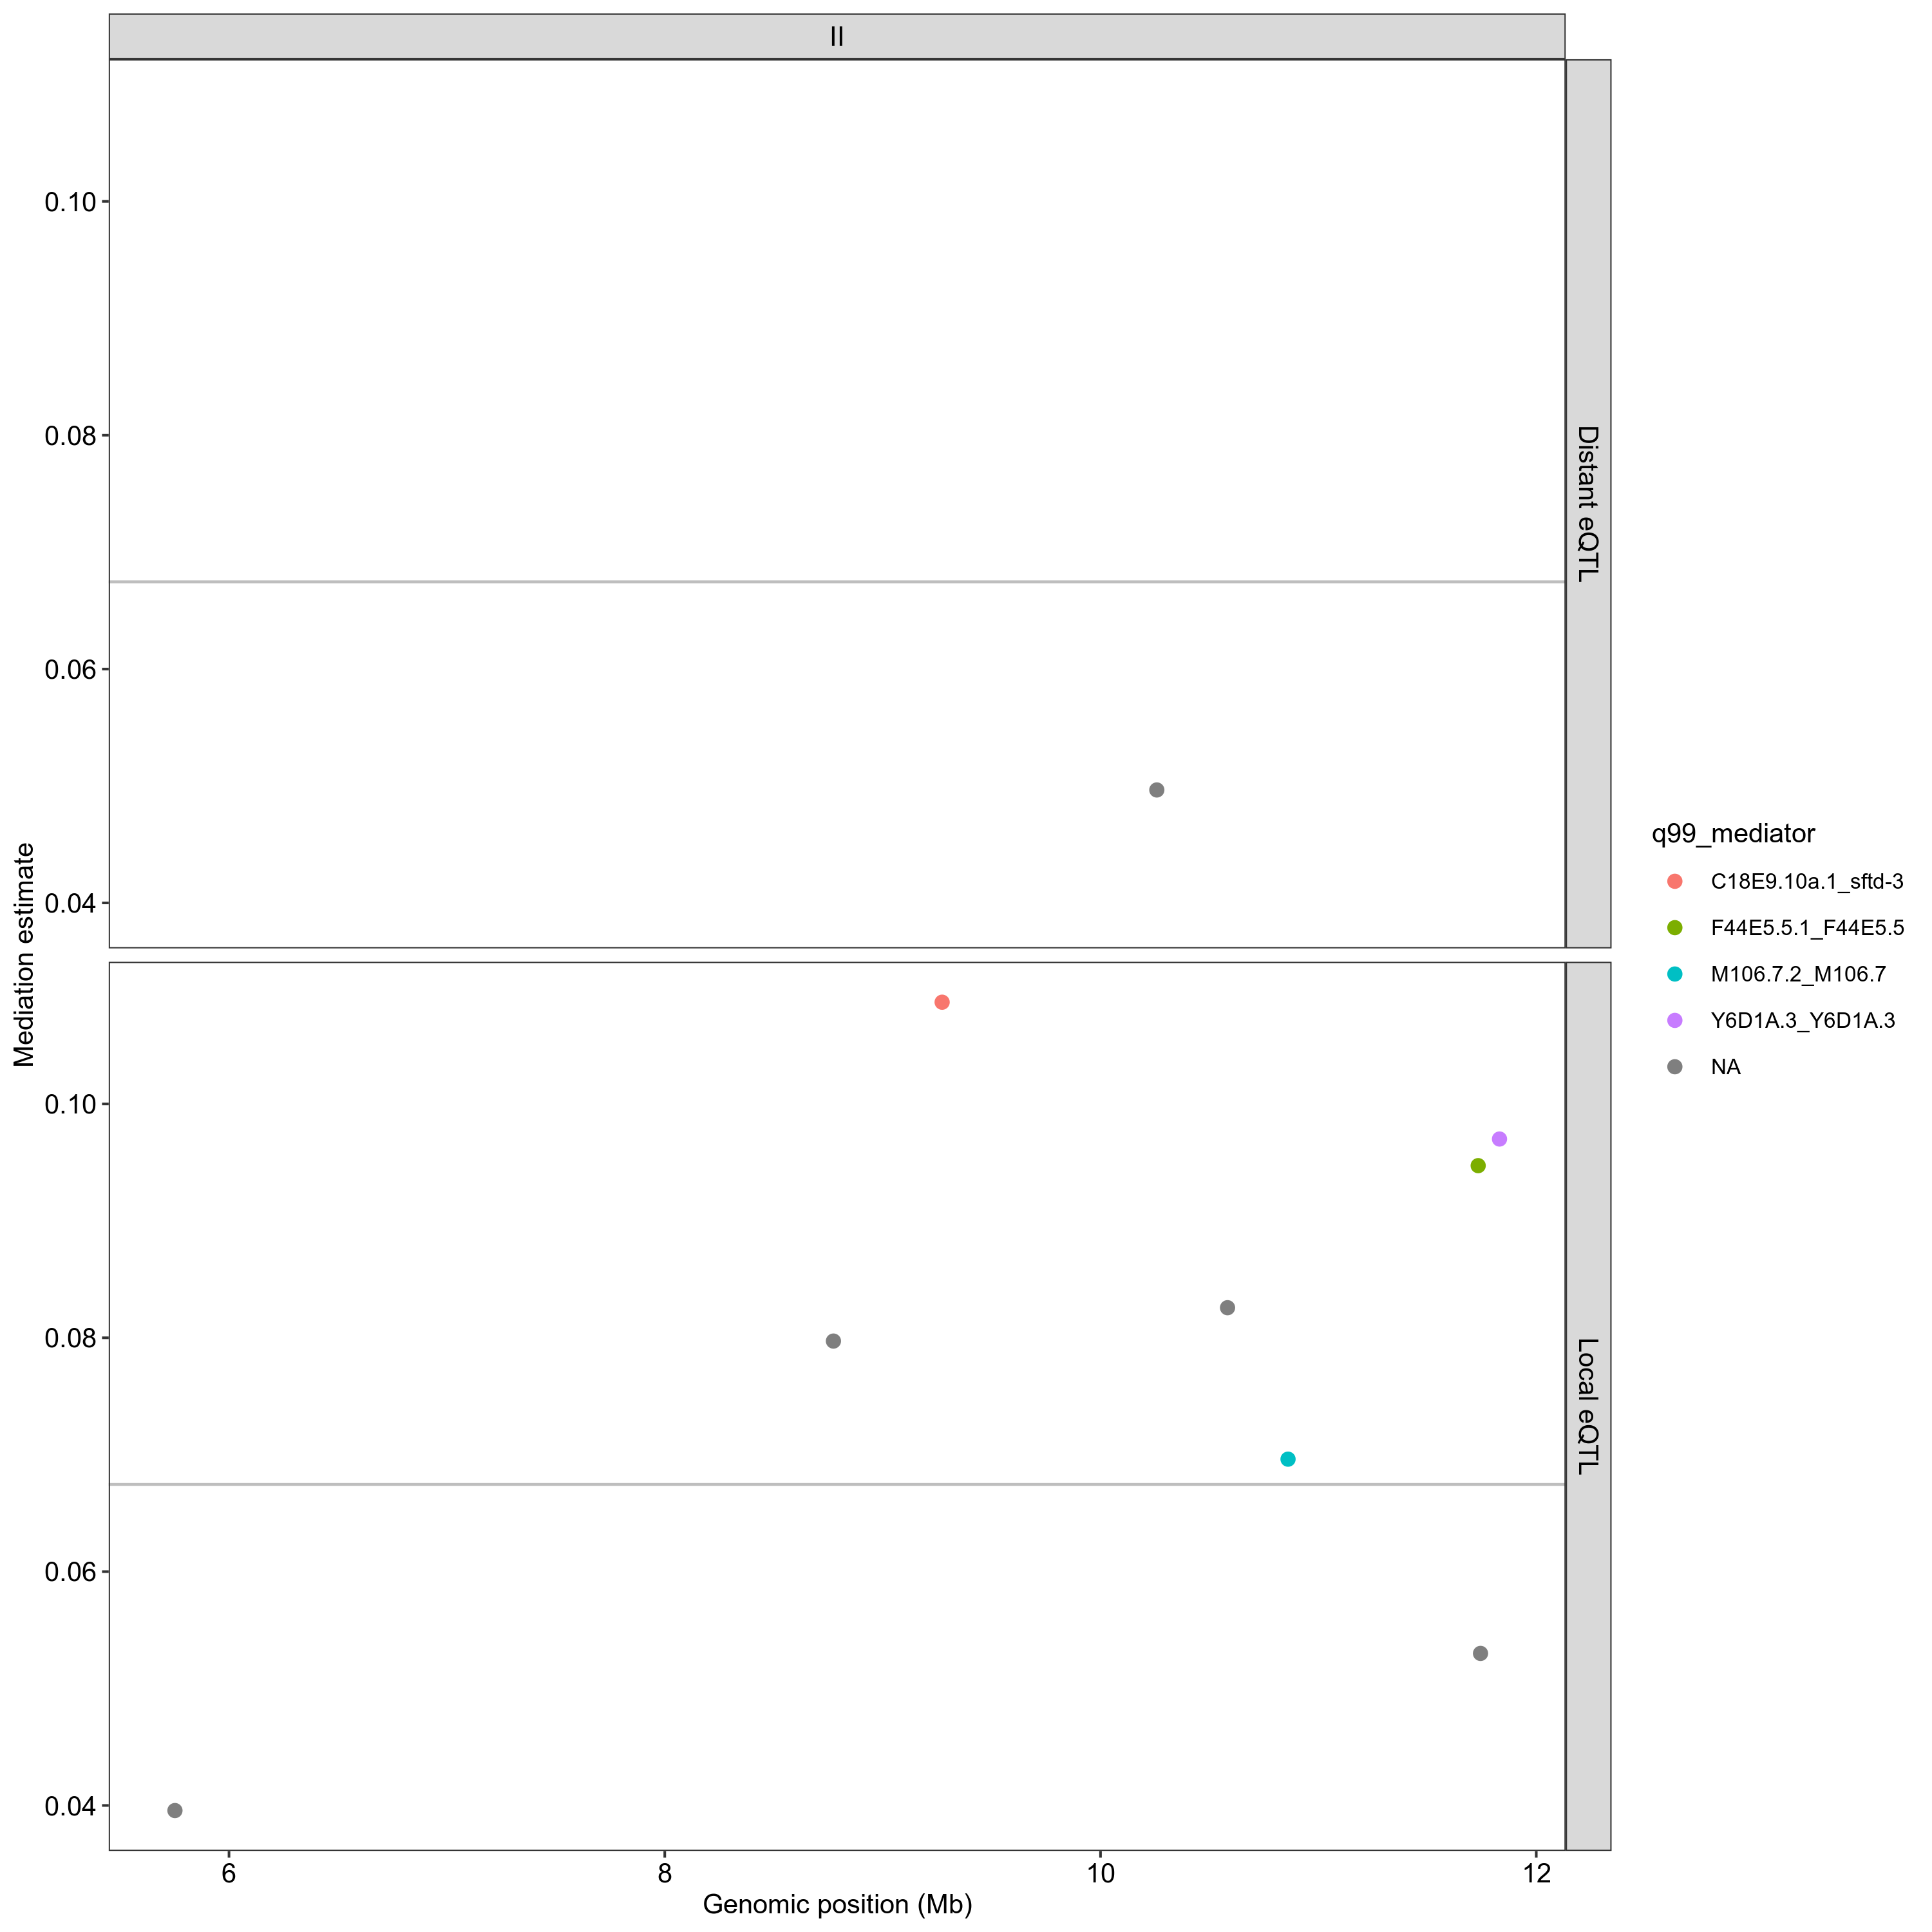 II
0.10
0.08
0.06
0.04
Distant eQTL
Mediation estimate
0.10
0.08
0.06
0.04
Local eQTL
6
8
10
12
Genomic position (Mb)
q99_mediator
C18E9.10a.1_sftd-3
F44E5.5.1_F44E5.5
M106.7.2_M106.7
Y6D1A.3_Y6D1A.3
NA